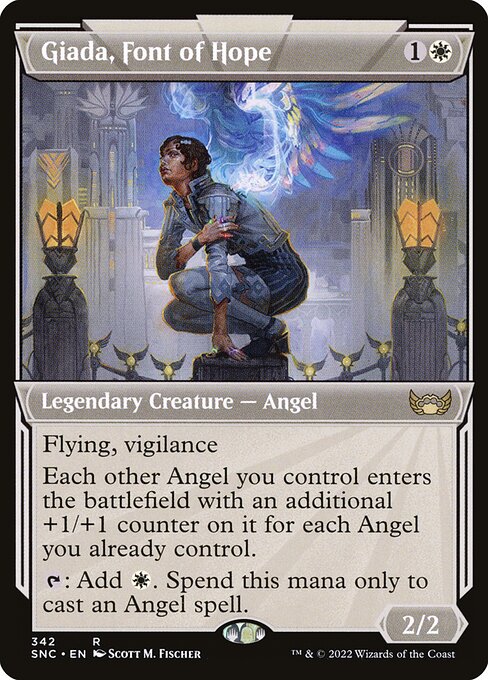 Giada, Font of Hope 1
Legendary Creature — Angel
Flying, vigilance
Each other Angel you control enters
the battlefield with an additional
+1/+1 counter on it for each Angel
you already control.
: Add . Spend this mana only to
cast an Angel spell.
2/2
342 R
SNC • EN Scott M. Fischer
™ & © 2022 Wizards of the Coast